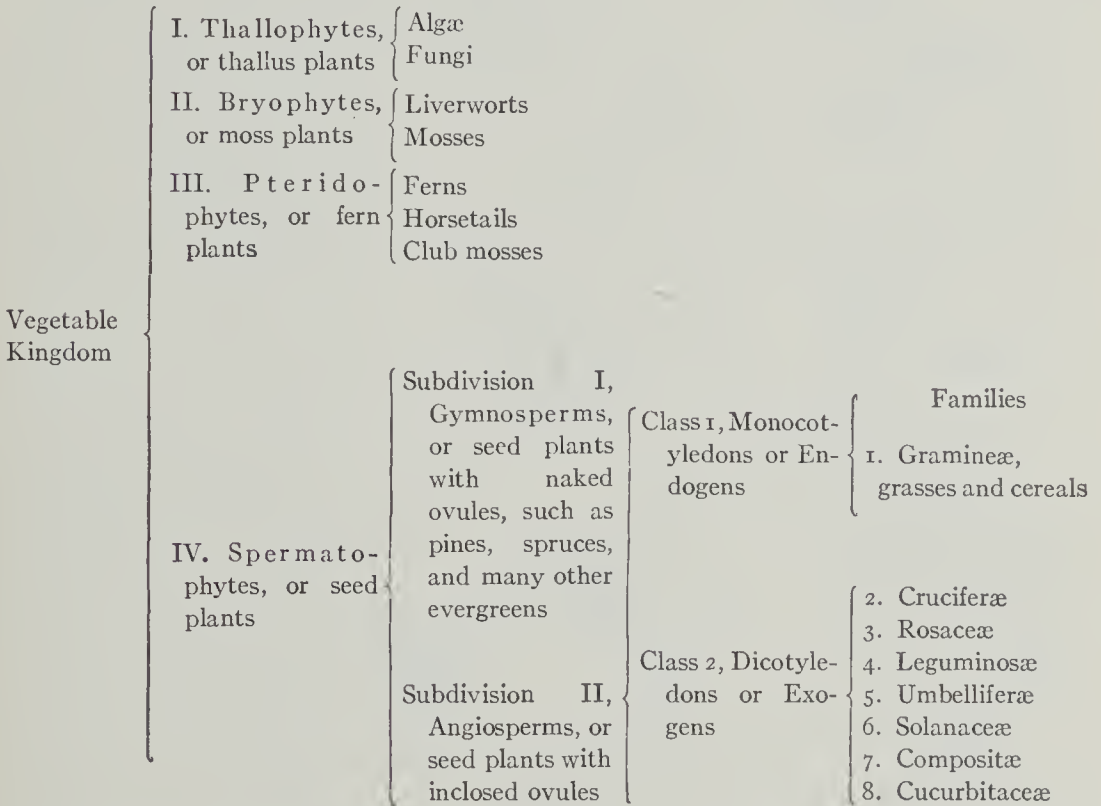 Vegetable
Kingdom
I. Thallophytes,
or thallus plants
Algæ
Fungi
II. Bryophytes,
or moss plants
Liverworts
Mosses
III. Pterido-
phytes, or fern
plants
Ferns
Horsetails
Club mosses
IV. Spermato-
phytes, or seed
plants
Subdivision I,
Gymnosperms,
or seed plants
with naked
ovules, such as
pines, spruces,
and many other
evergreens
Subdivision II,
Angiosperms, or
seed plants with
inclosed ovules
Class 1, Monocot-
yledons or En-
dogens
Families
1. Gramineæ,
grasses and cereals
Class 2, Dicotyle-
dons or Exo-
gens
2. Cruciferæ
3. Rosaceæ
4. Leguminosæ
5. Umbelliferæ
6. Solanaceæ
7. Compositæ
8. Cucurbitaceæ